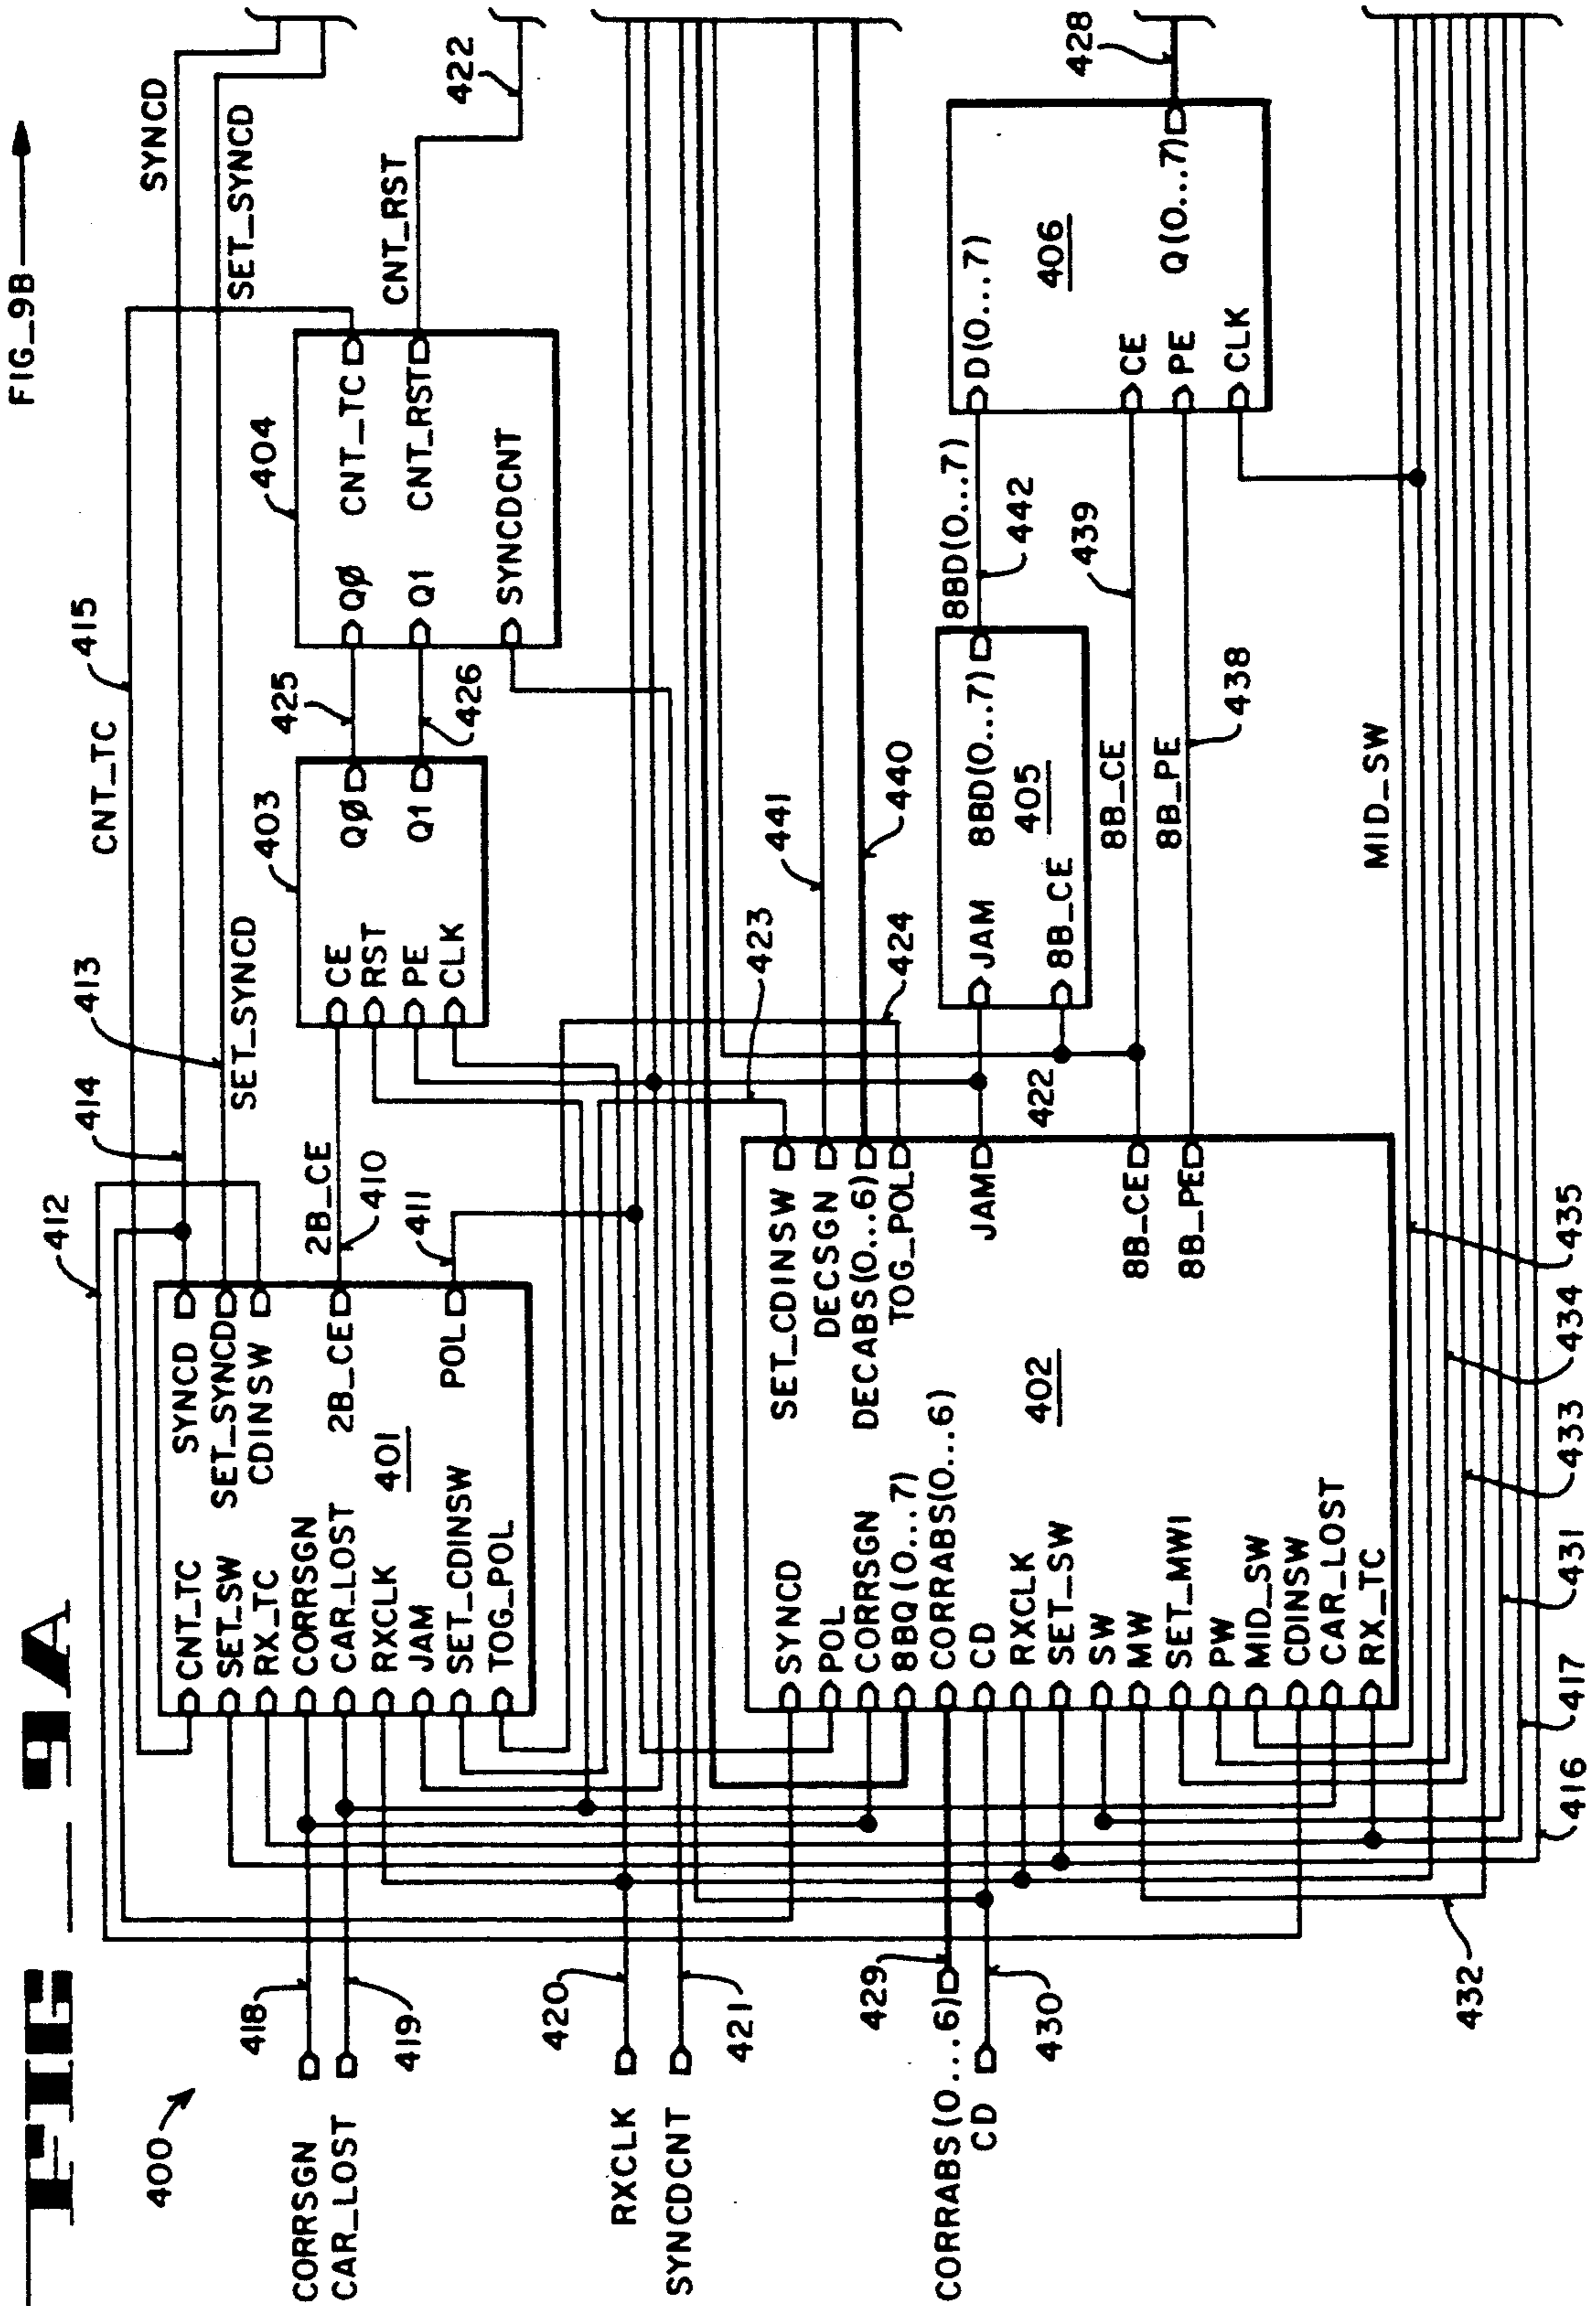 FIG_9A
FIG_9B
400
CORRSGN
CAR_LOST
418
419
RXCLK
SYNCDCNT
420
421
CORRABS(0...6)
CD
429
430
412
414
413
CNT_TC
415
SYNCD
SET_SYNCD
SET_SYNCD
CNT_TC
SET_SW
RX_TC
CORRSGN
CAR_LOST
RXCLK
JAM
SET_CDINSW
TOG_POL
401
SYNCD
SET_SYNCD
CDINSW
2B_CE
POL
2B_CE
410
411
403
CE
RST
PE
CLK
QØ
Q1
425
426
404
QØ
Q1
SYNCDCNT
CNT_TC
CNT_RST
CNT_RST
422
423
424
441
440
SYNCD
POL
CORRSGN
8BQ(0...7)
CORRABS(0...6)
CD
RXCLK
SET_SW
SW
MW
SET_MW1
PW
MID_SW
CDINSW
CAR_LOST
RX_TC
402
SET_CDINSW
DECSGN
DECABS(0...6)
TOG_POL
JAM
8B_CE
8B_PE
422
JAM
8B_CE
8BD(0...7)
405
8BD(0...7)
442
8B_CE
439
8B_PE
438
D(0...7)
406
CE
PE
CLK
Q(0...7)
428
MID_SW
432
416
417
431
433
434
435